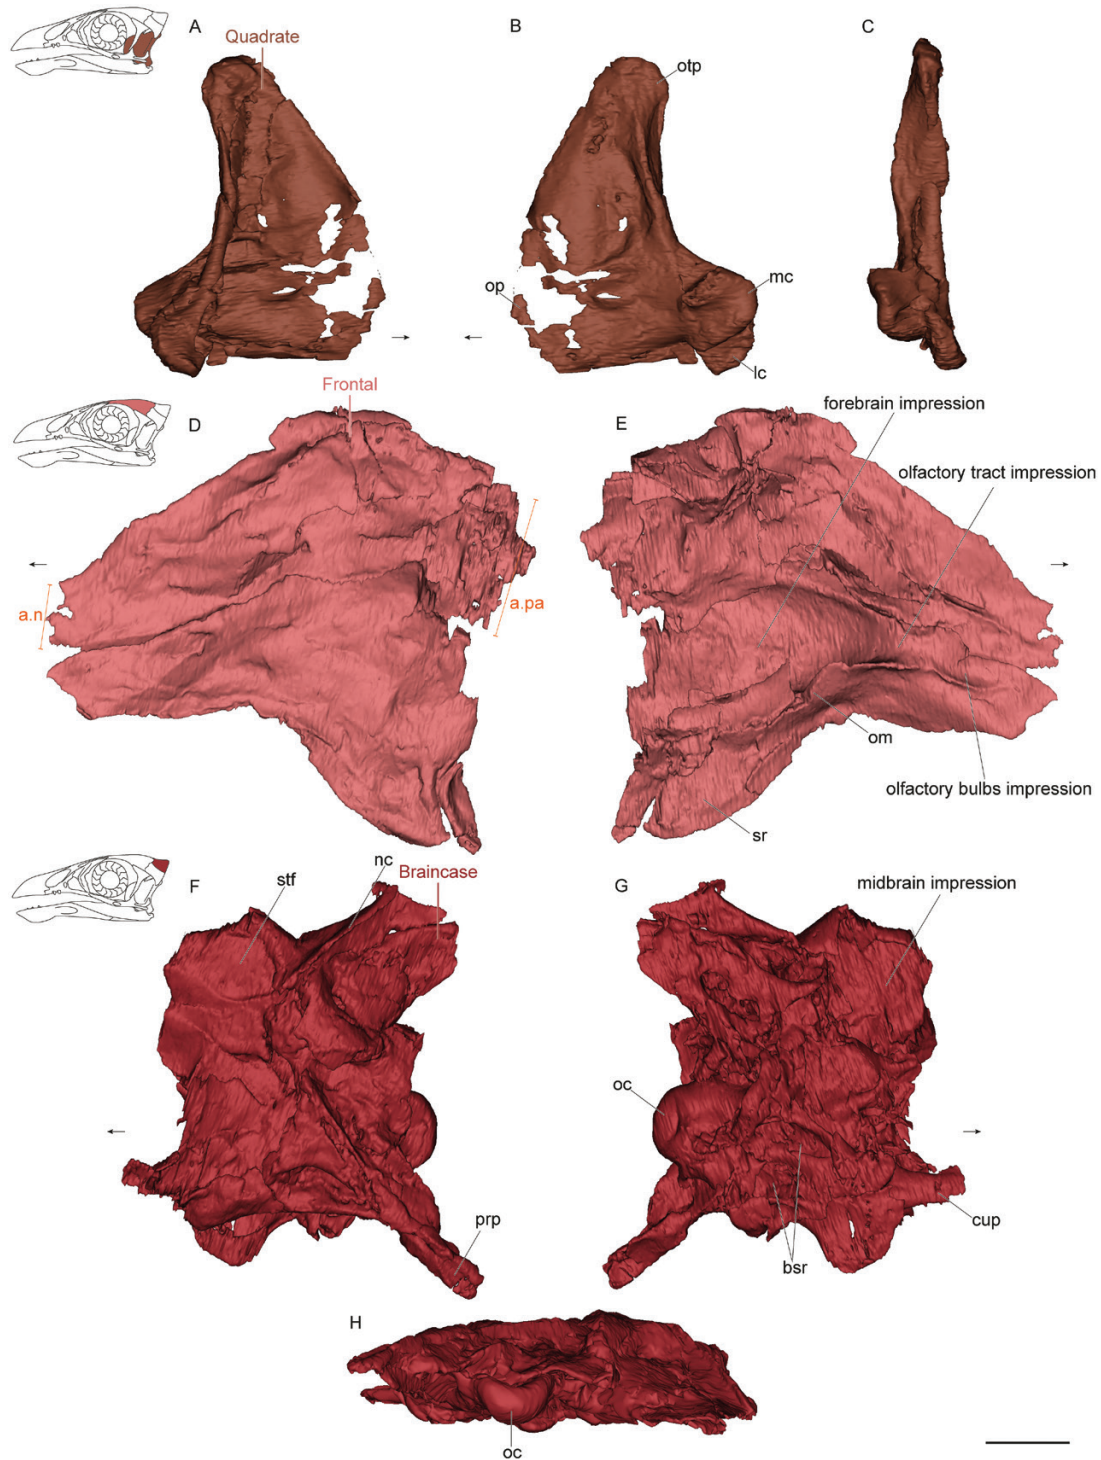 A
B
C
Quadrate
otp
op
mc
lc
Frontal
D
E
forebrain impression
olfactory tract impression
a.n
a.pa
om
olfactory bulbs impression
sr
F
stf
nc
Braincase
G
midbrain impression
oc
prp
cup
bsr
H
oc